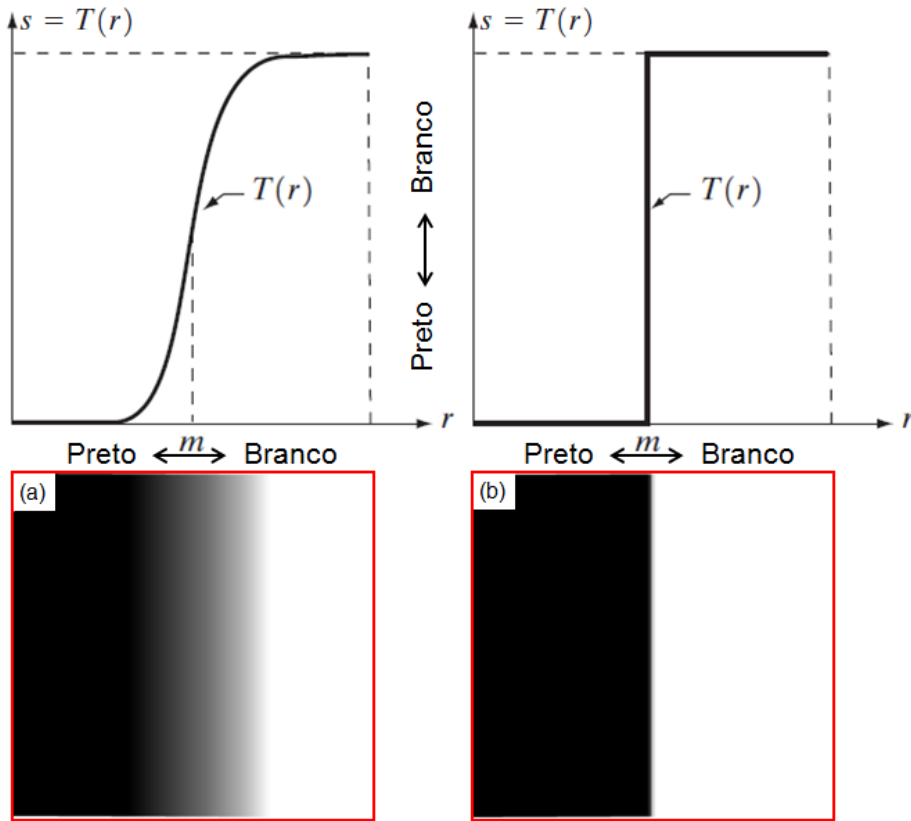 s = T(r)
T(r)
r
Preto m Branco
(a)
Preto Branco
s = T(r)
T(r)
r
Preto m Branco
(b)